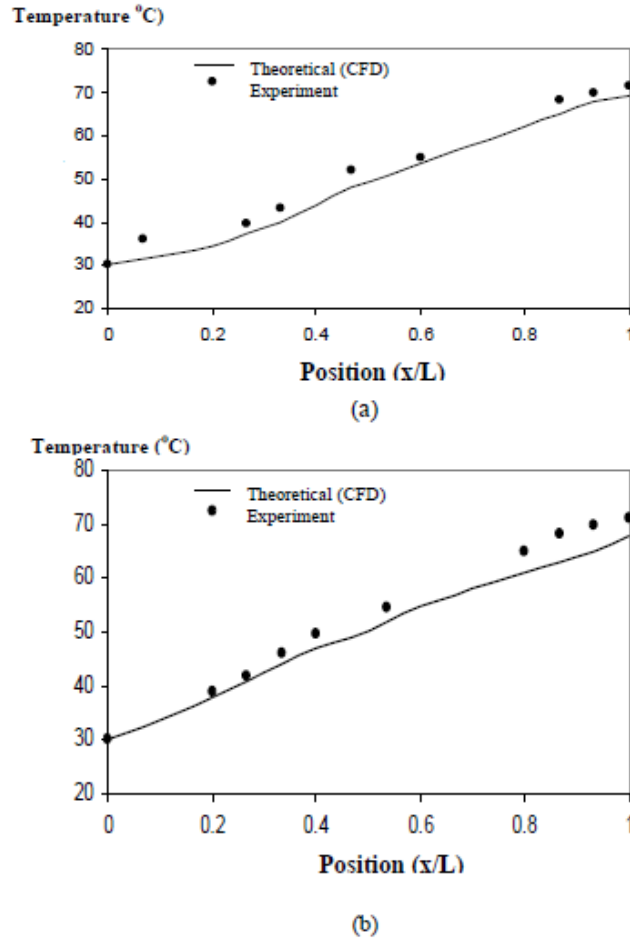 Temperature °C)
80
Theoretical (CFD)
70
Experiment
60
50
40
30
20
0 0.2 0.4 0.6 0.8 1
Position (x/L)
(a)
Temperature (°C)
80
Theoretical (CFD)
Experiment
70
60
50
40
30
20
0 0.2 0.4 0.6 0.8 1
Position (x/L)
(b)